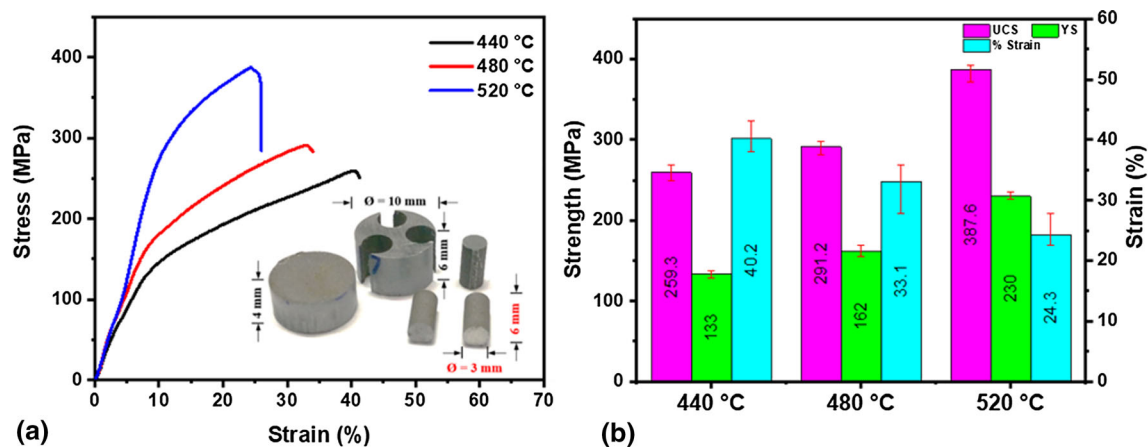 400
300
200
100
0
Stress (MPa)
440 °C
480 °C
520 °C
Ø = 10 mm
6 mm
4 mm
6 mm
Ø = 3 mm
0 10 20 30 40 50 60 70
(a)
Strain (%)
400
300
200
100
0
Strength (MPa)
UCS YS
% Strain
259.3
133
40.2
291.2
162
33.1
387.6
230
24.3
60
50
40
30
20
10
0
Strain (%)
440 °C 480 °C 520 °C
(b)